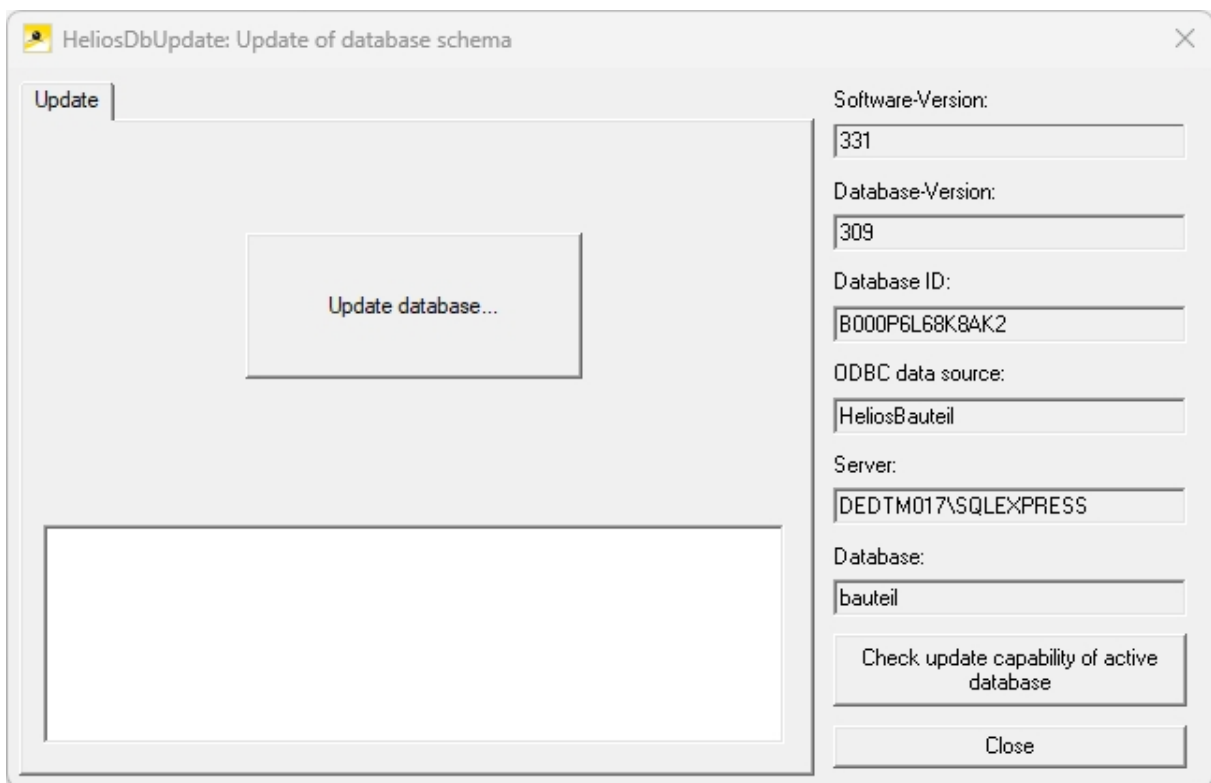 HeliosDbUpdate: Update of database schema
Update
Update database...
Software-Version:
331
Database-Version:
309
Database ID:
B000P6L68K8AK2
ODBC data source:
HeliosBauteil
Server:
DEDTM017\SQLEXPRESS
Database:
bauteil
Check update capability of active
database
Close